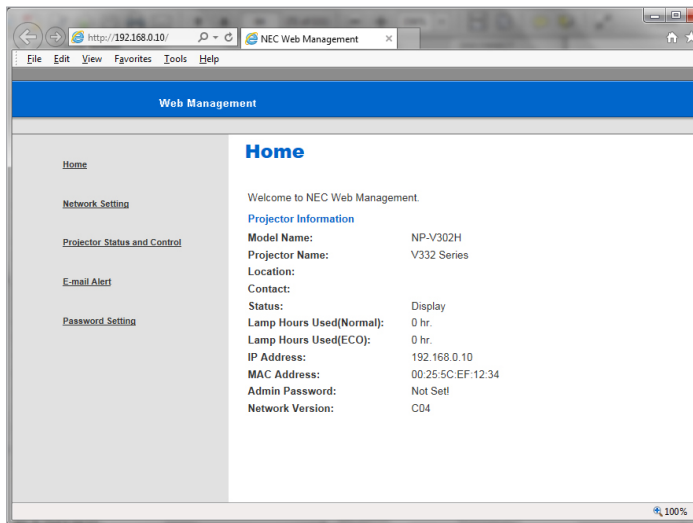 http://192.168.0.10/
NEC Web Management
File Edit View Favorites Tools Help
Web Management
Home
Network Setting
Projector Status and Control
E-mail Alert
Password Setting
Home
Welcome to NEC Web Management.
Projector Information
Model Name: NP-V302H
Projector Name: V332 Series
Location:
Contact:
Status: Display
Lamp Hours Used(Normal): 0 hr.
Lamp Hours Used(ECO): 0 hr.
IP Address: 192.168.0.10
MAC Address: 00:25:5C:EF:12:34
Admin Password: Not Set!
Network Version: C04
100%